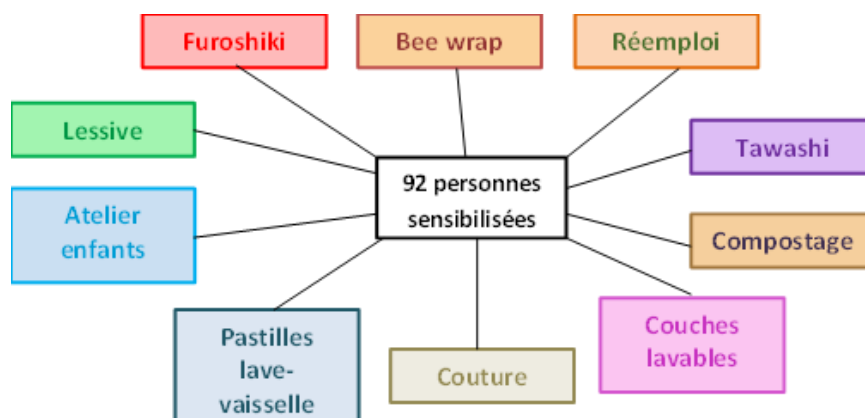 Furoshiki
Bee wrap
Réemploi
Lessive
92 personnes
sensibilisées
Tawashi
Atelier
enfants
Compostage
Pastilles
lave-
vaisselle
Couture
Couches
lavables